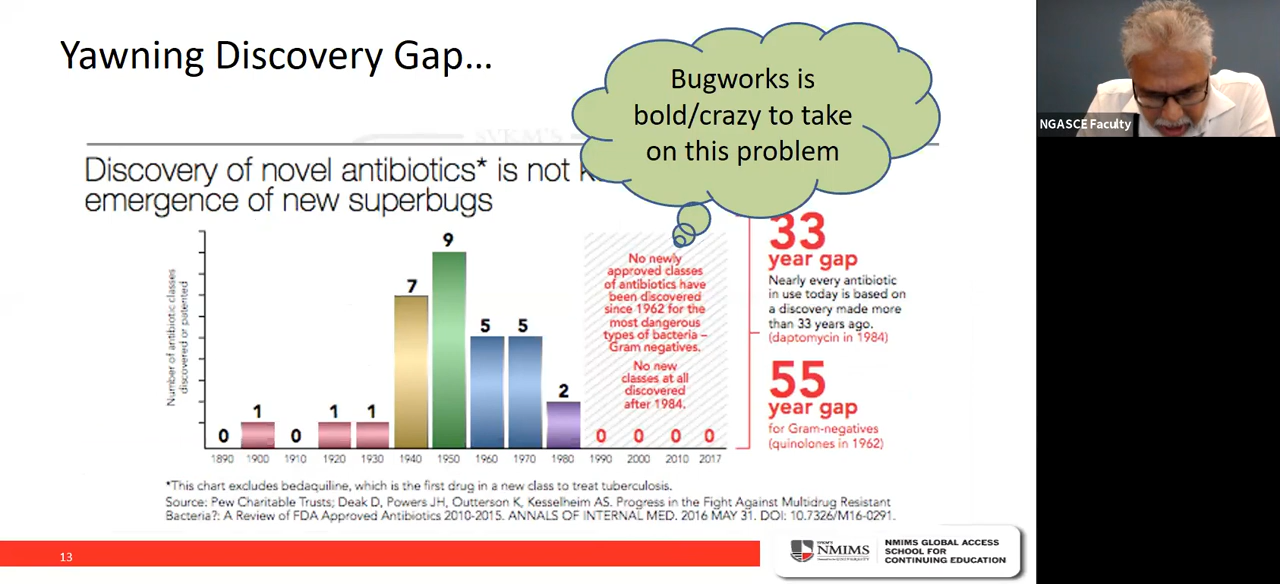 Yawning Discovery Gap...
Bugworks is
bold/crazy to take
on this problem
NGASCE Faculty
SVKM'S
Discovery of novel antibiotics* is not
emergence of new superbugs
Number of antibiotic classes
discovered or patented
0
1
0
1
1
7
9
5
5
2
0
0
0
0
1890
1900
1910
1920
1930
1940
1950
1960
1970
1980
1990
2000
2010
2017
No newly
approved classes
of antibiotics have
been discovered
since 1962 for the
most dangerous
types of bacteria –
Gram negatives.
No new
classes at all
discovered
after 1984.
33
year gap
Nearly every antibiotic
in use today is based on
a discovery made more
than 33 years ago.
(daptomycin in 1984)
55
year gap
for Gram-negatives
(quinolones in 1962)
*This chart excludes bedaquiline, which is the first drug in a new class to treat tuberculosis.
Source: Pew Charitable Trusts; Deak D, Powers JH, Outterson K, Kesselheim AS. Progress in the Fight Against Multidrug Resistant
Bacteria?: A Review of FDA Approved Antibiotics 2010-2015. ANNALS OF INTERNAL MED. 2016 MAY 31. DOI: 10.7326/M16-0291.
13
NMIMS
NMIMS GLOBAL ACCESS
SCHOOL FOR
CONTINUING EDUCATION